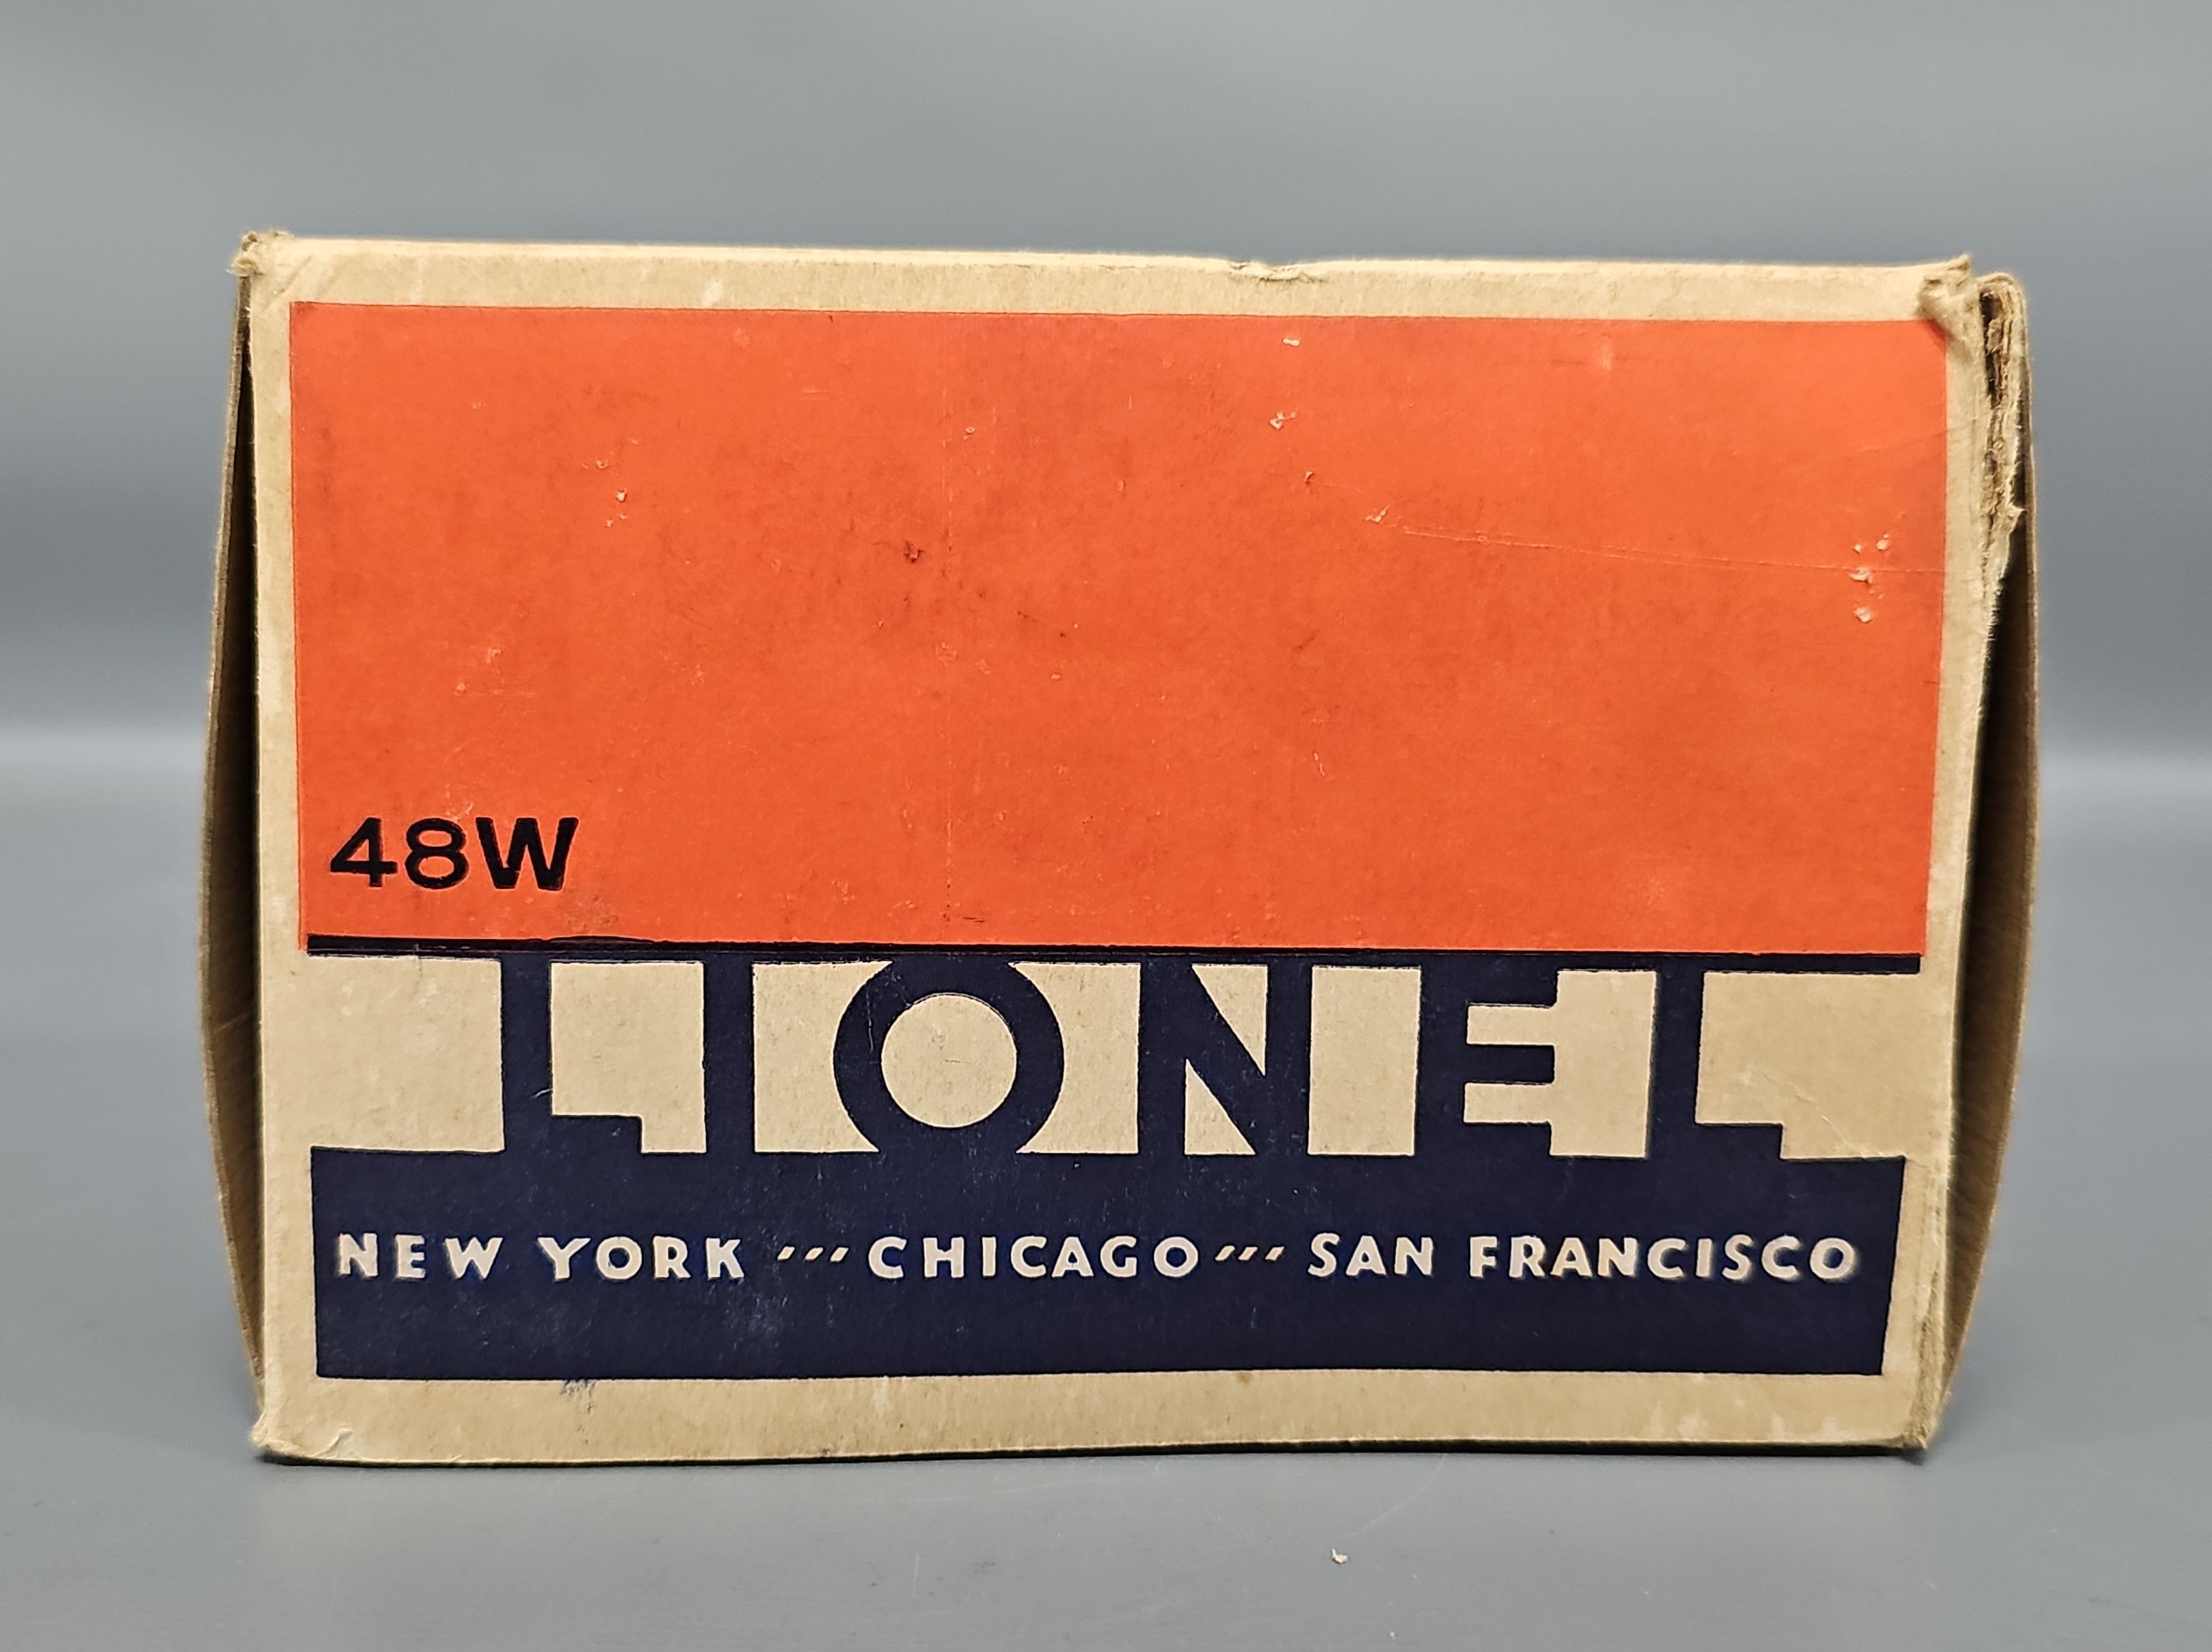 48W
LIONEL
NEW YORK ---CHICAGO--- SAN FRANCISCO